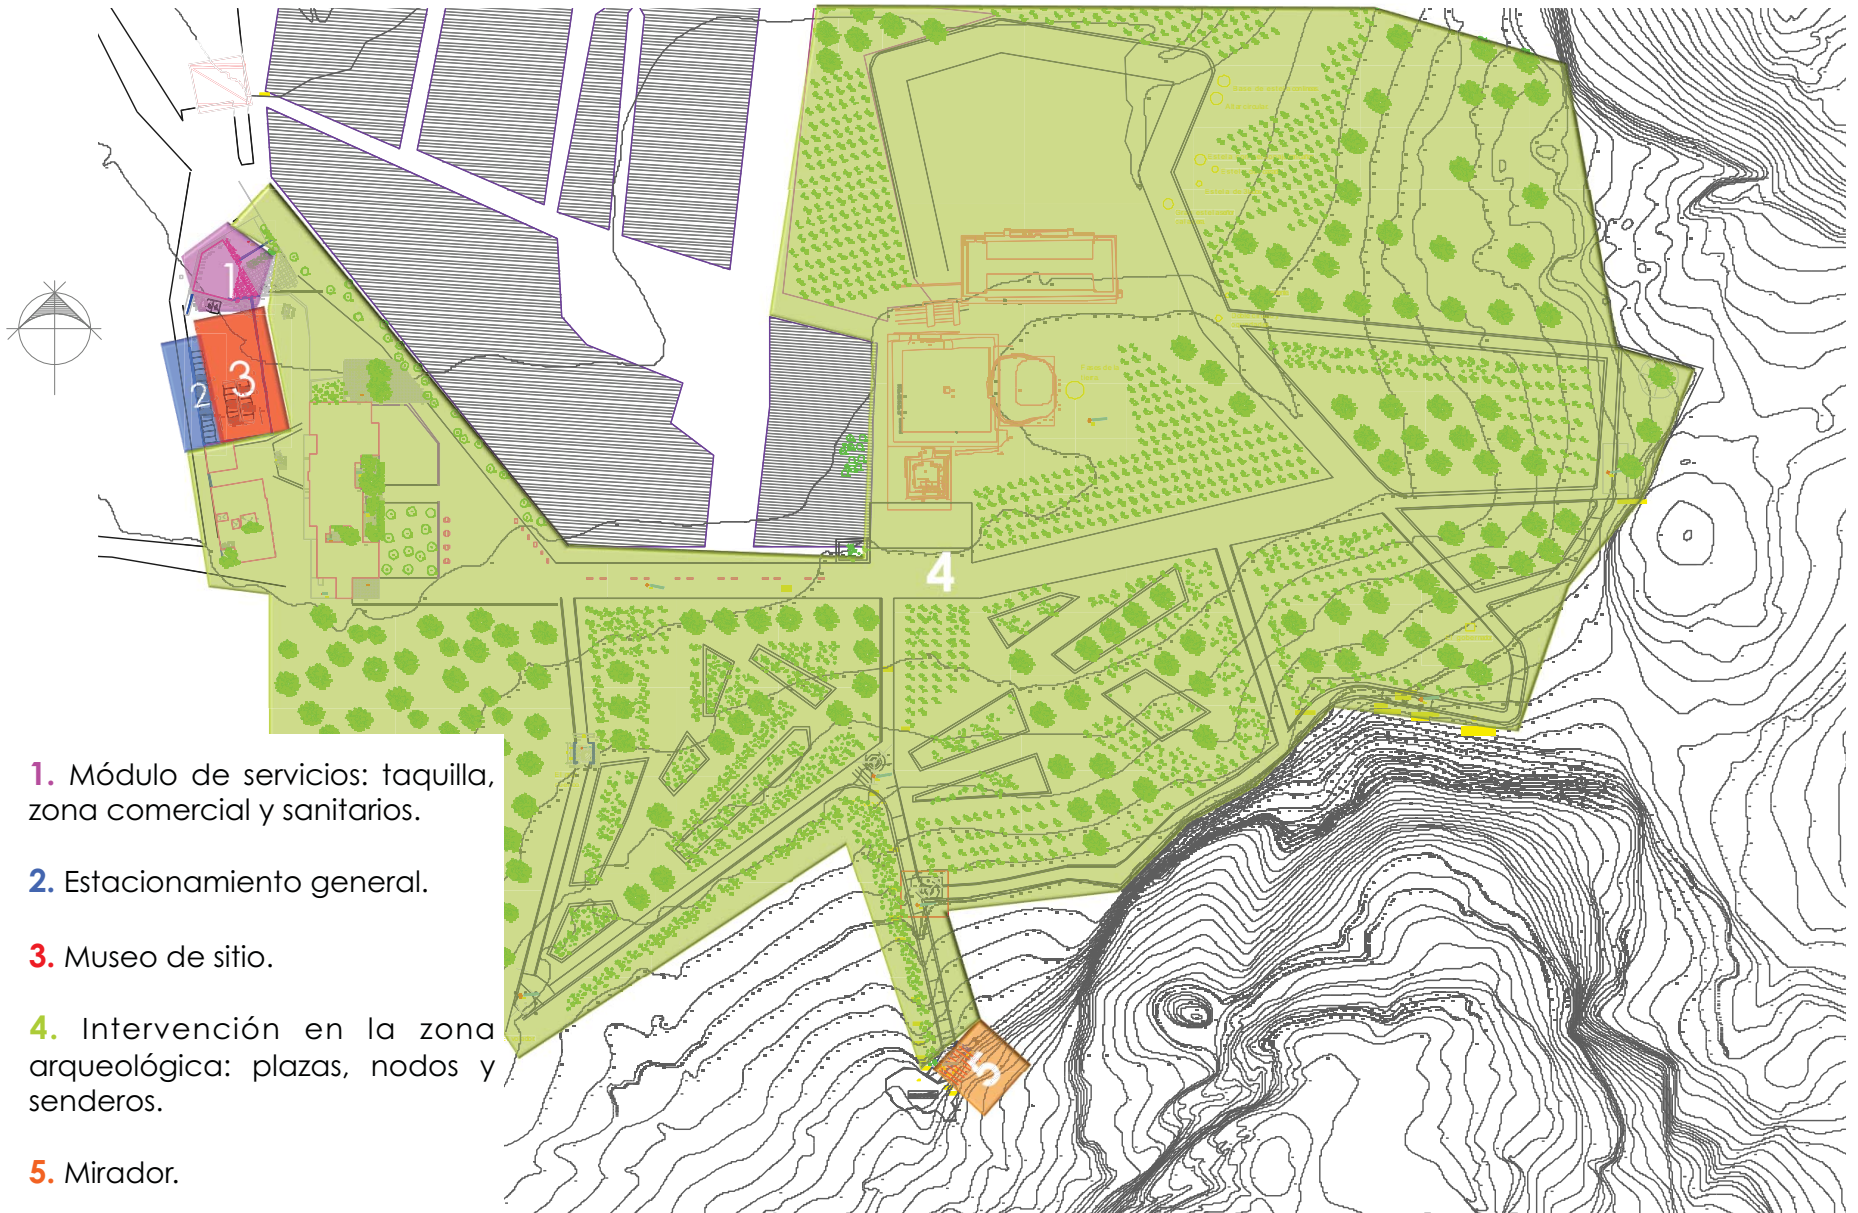 1
2
3
4
5
1. Módulo de servicios: taquilla,
zona comercial y sanitarios.
2. Estacionamiento general.
3. Museo de sitio.
4. Intervención en la zona
arqueológica: plazas, nodos y
senderos.
5. Mirador.